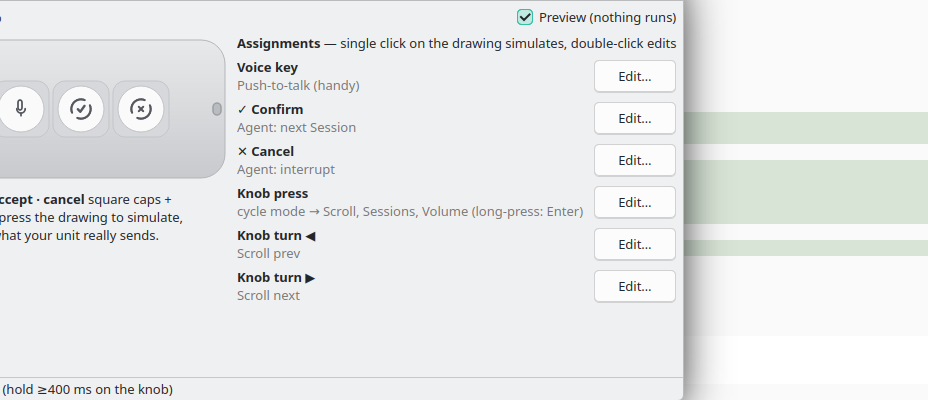 Preview (nothing runs)
Assignments — single click on the drawing simulates, double-click edits
Voice key
Push-to-talk (handy)
Edit...
✓ Confirm
Agent: next Session
Edit...
✕ Cancel
Agent: interrupt
Edit...
Knob press
cycle mode → Scroll, Sessions, Volume (long-press: Enter)
Edit...
Knob turn ◀
Scroll prev
Edit...
Knob turn ▶
Scroll next
Edit...
ccept · cancel square caps +
press the drawing to simulate,
what your unit really sends.
(hold ≥400 ms on the knob)